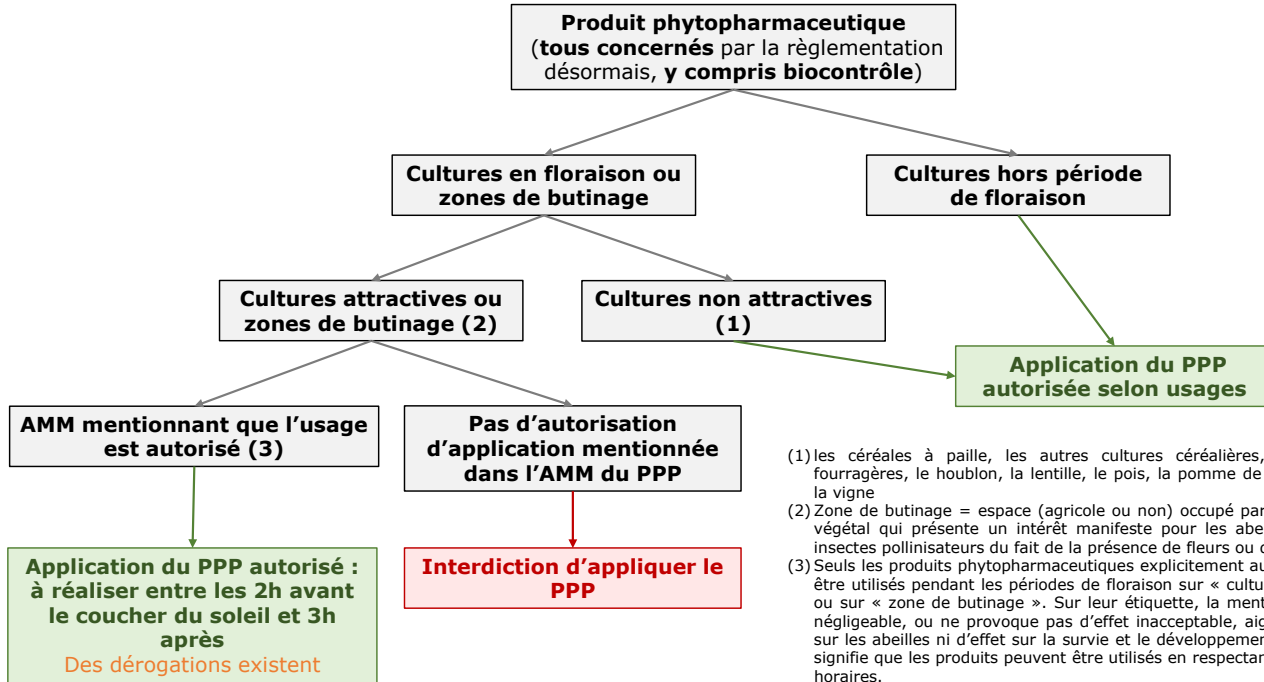 Produit phytopharmaceutique
(tous concernés par la règlementation
désormais, y compris biocontrôle)
Cultures en floraison ou
zones de butinage
Cultures hors période
de floraison
Cultures attractives ou
zones de butinage (2)
Cultures non attractives
(1)
Application du PPP
autorisée selon usages
AMM mentionnant que l’usage
est autorisé (3)
Pas d’autorisation
d’application mentionnée
dans l’AMM du PPP
Application du PPP autorisé :
à réaliser entre les 2h avant
le coucher du soleil et 3h
après
Des dérogations existent
Interdiction d’appliquer le
PPP
(1) les céréales à paille, les autres cultures céréalières,
fourragères, le houblon, la lentille, le pois, la pomme de
la vigne
(2) Zone de butinage = espace (agricole ou non) occupé par
végétal qui présente un intérêt manifeste pour les
insectes pollinisateurs du fait de la présence de fleurs ou
(3) Seuls les produits phytopharmaceutiques explicitement
être utilisés pendant les périodes de floraison sur «
ou sur « zone de butinage ». Sur leur étiquette, la
négligeable, ou ne provoque pas d’effet inacceptable,
sur les abeilles ni d’effet sur la survie et le
signifie que les produits peuvent être utilisés en
horaires.